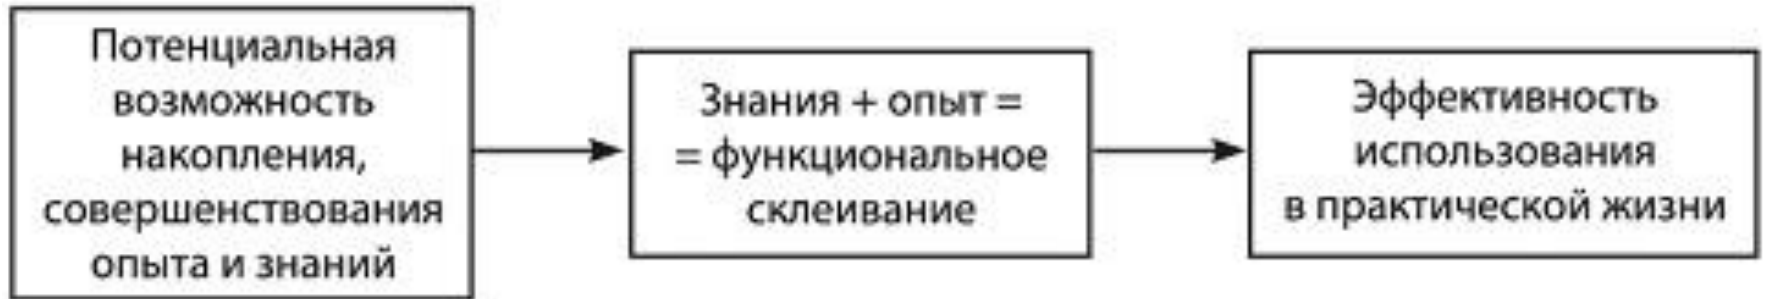 Потенциальная
возможность
накопления,
совершенствования
опыта и знаний
Знания + опыт =
= функциональное
склеивание
Эффективность
использования
в практической жизни